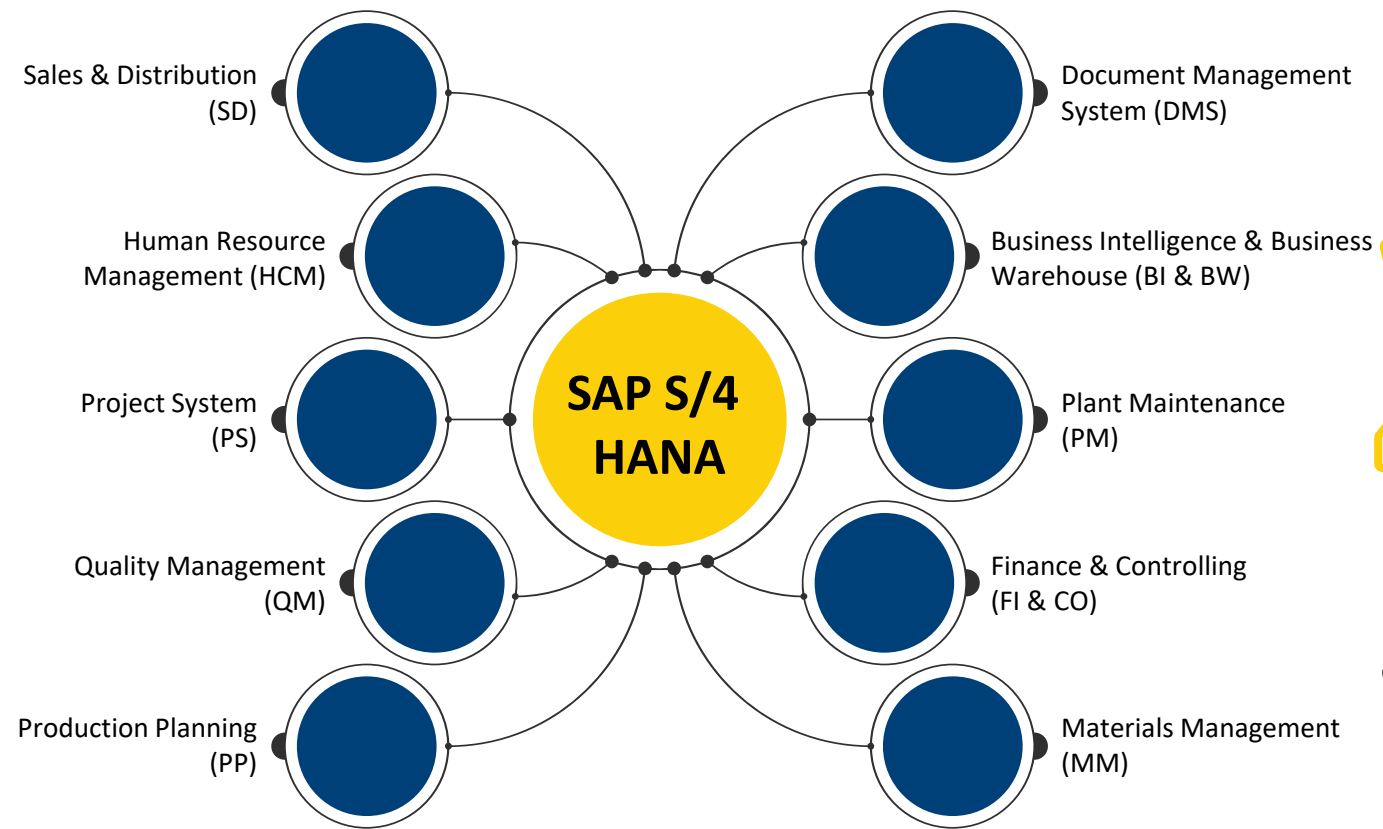 Sales & Distribution
(SD)
Human Resource
Management (HCM)
Project System
(PS)
Quality Management
(QM)
Production Planning
(PP)
SAP S/4
HANA
Document Management
System (DMS)
Business Intelligence & Business
Warehouse (BI & BW)
Plant Maintenance
(PM)
Finance & Controlling
(FI & CO)
Materials Management
(MM)